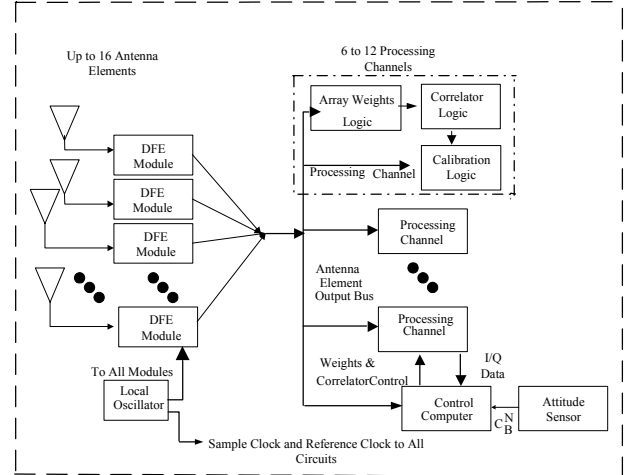 Up to 16 Antenna
Elements
6 to 12 Processing
Channels
Array Weights
Logic
Correlator
Logic
Processing Channel
Calibration
Logic
DFE
Module
DFE
Module
DFE
Module
DFE
Module
Processing
Channel
Antenna
Element
Output Bus
Processing
Channel
To All Modules
Local
Oscillator
Weights &
CorrelatorControl
I/Q
Data
Control
Computer
C N
B
Attitude
Sensor
Sample Clock and Reference Clock to All
Circuits